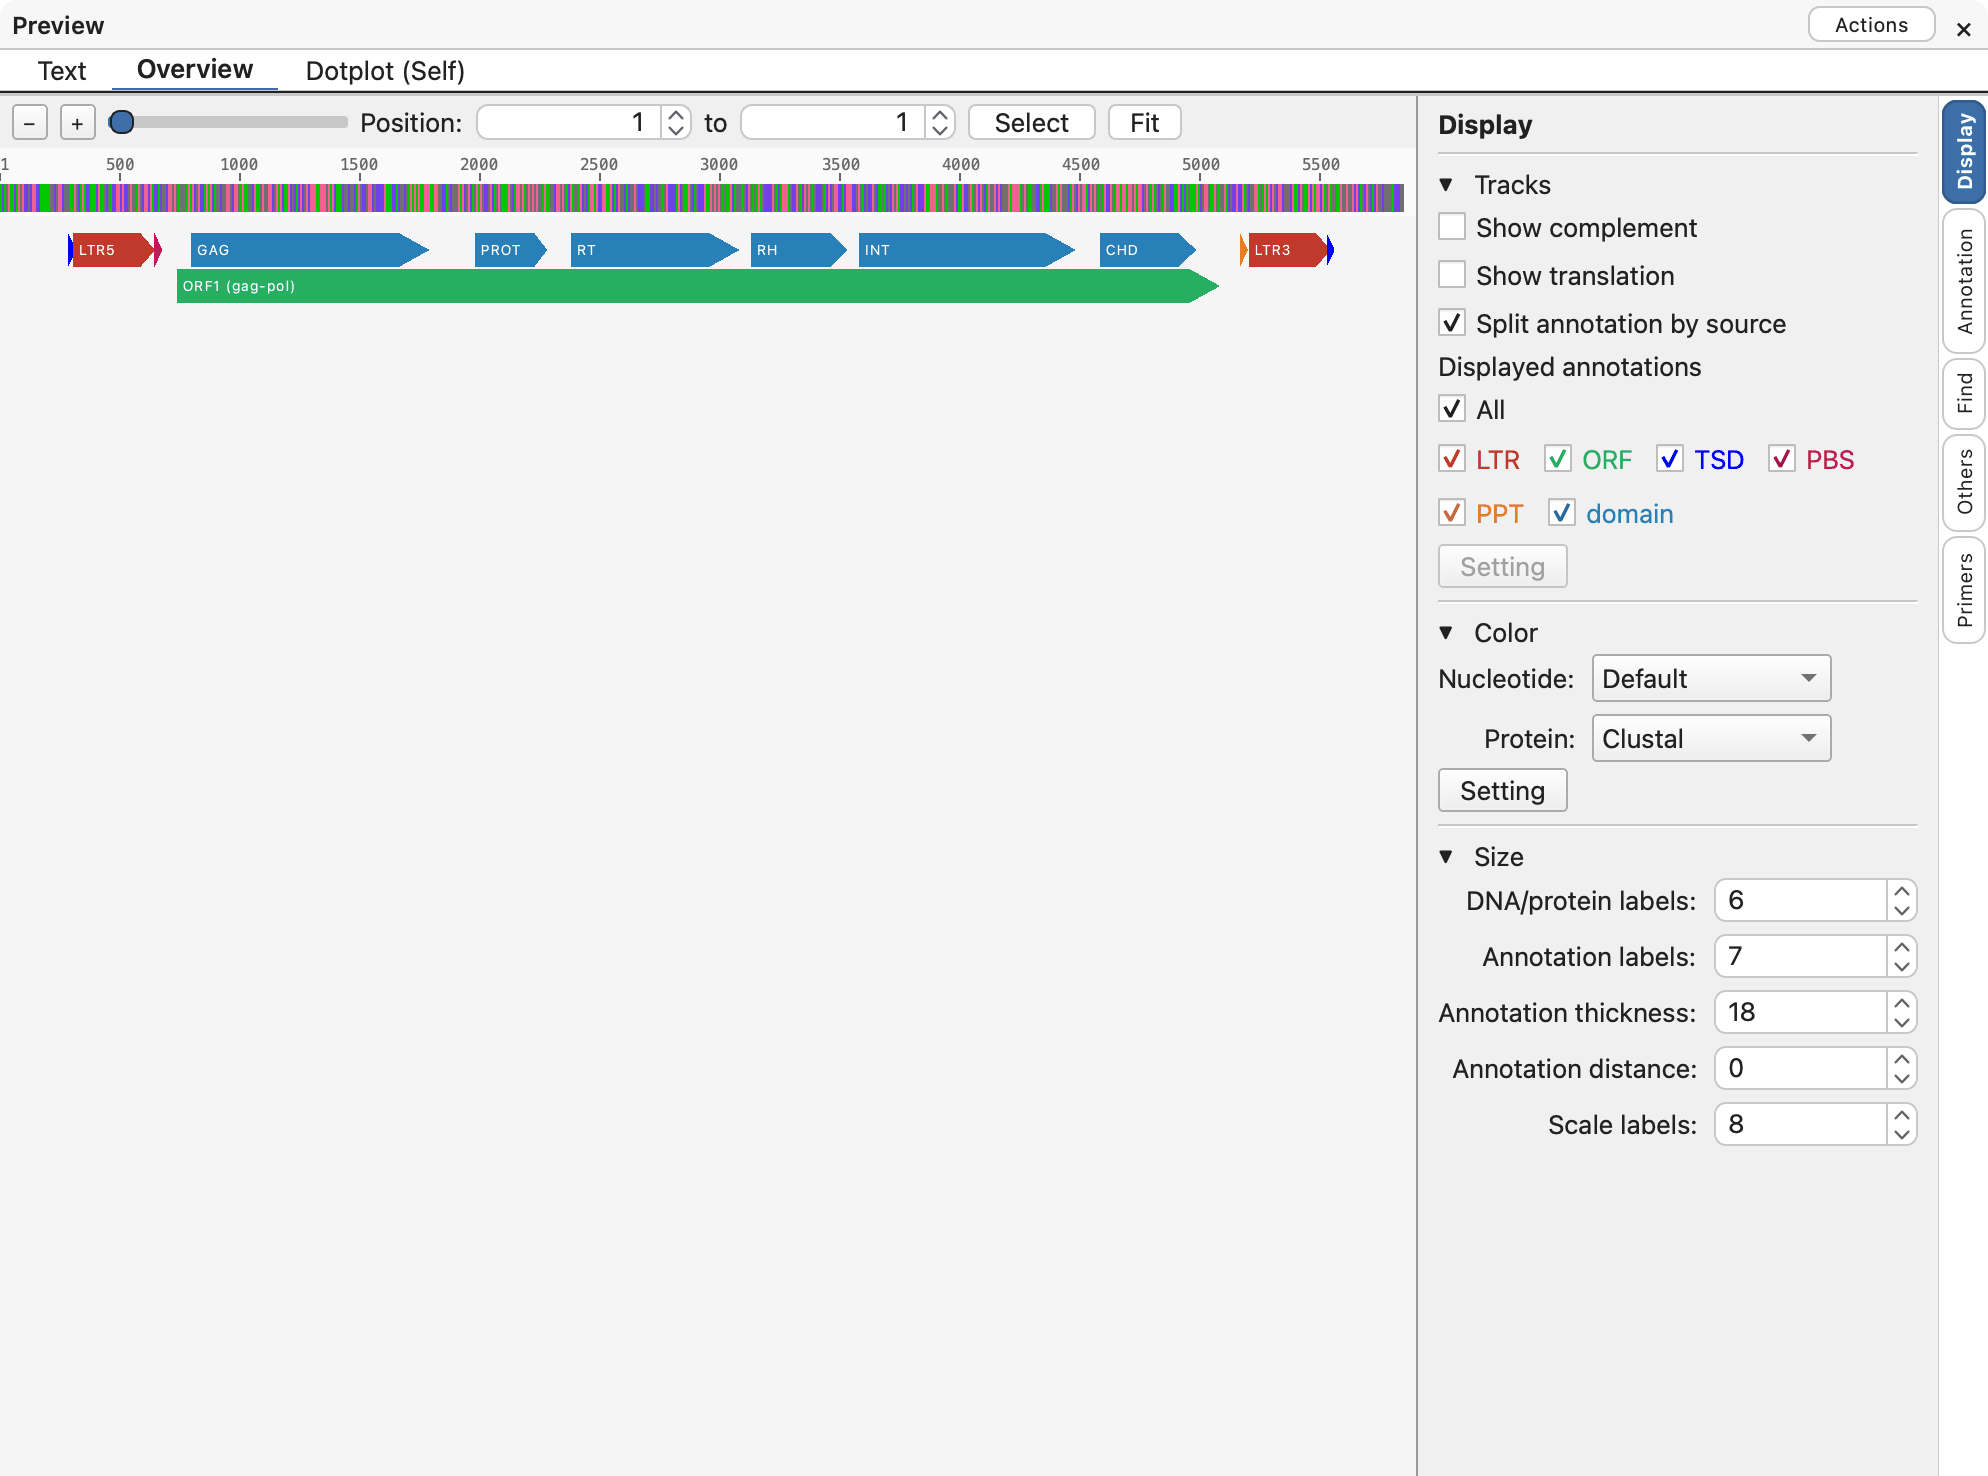 Preview
Actions
×
Text Overview Dotplot (Self)
− + Position: 1 to 1 Select Fit
1 500 1000 1500 2000 2500 3000 3500 4000 4500 5000 5500
LTR5 GAG PROT RT RH INT CHD LTR3
ORF1 (gag-pol)
Display
Tracks
Show complement
Show translation
Split annotation by source
Displayed annotations
All
LTR ORF TSD PBS
PPT domain
Setting
Color
Nucleotide: Default
Protein: Clustal
Setting
Size
DNA/protein labels: 6
Annotation labels: 7
Annotation thickness: 18
Annotation distance: 0
Scale labels: 8
Display
Annotation
Find
Others
Primers